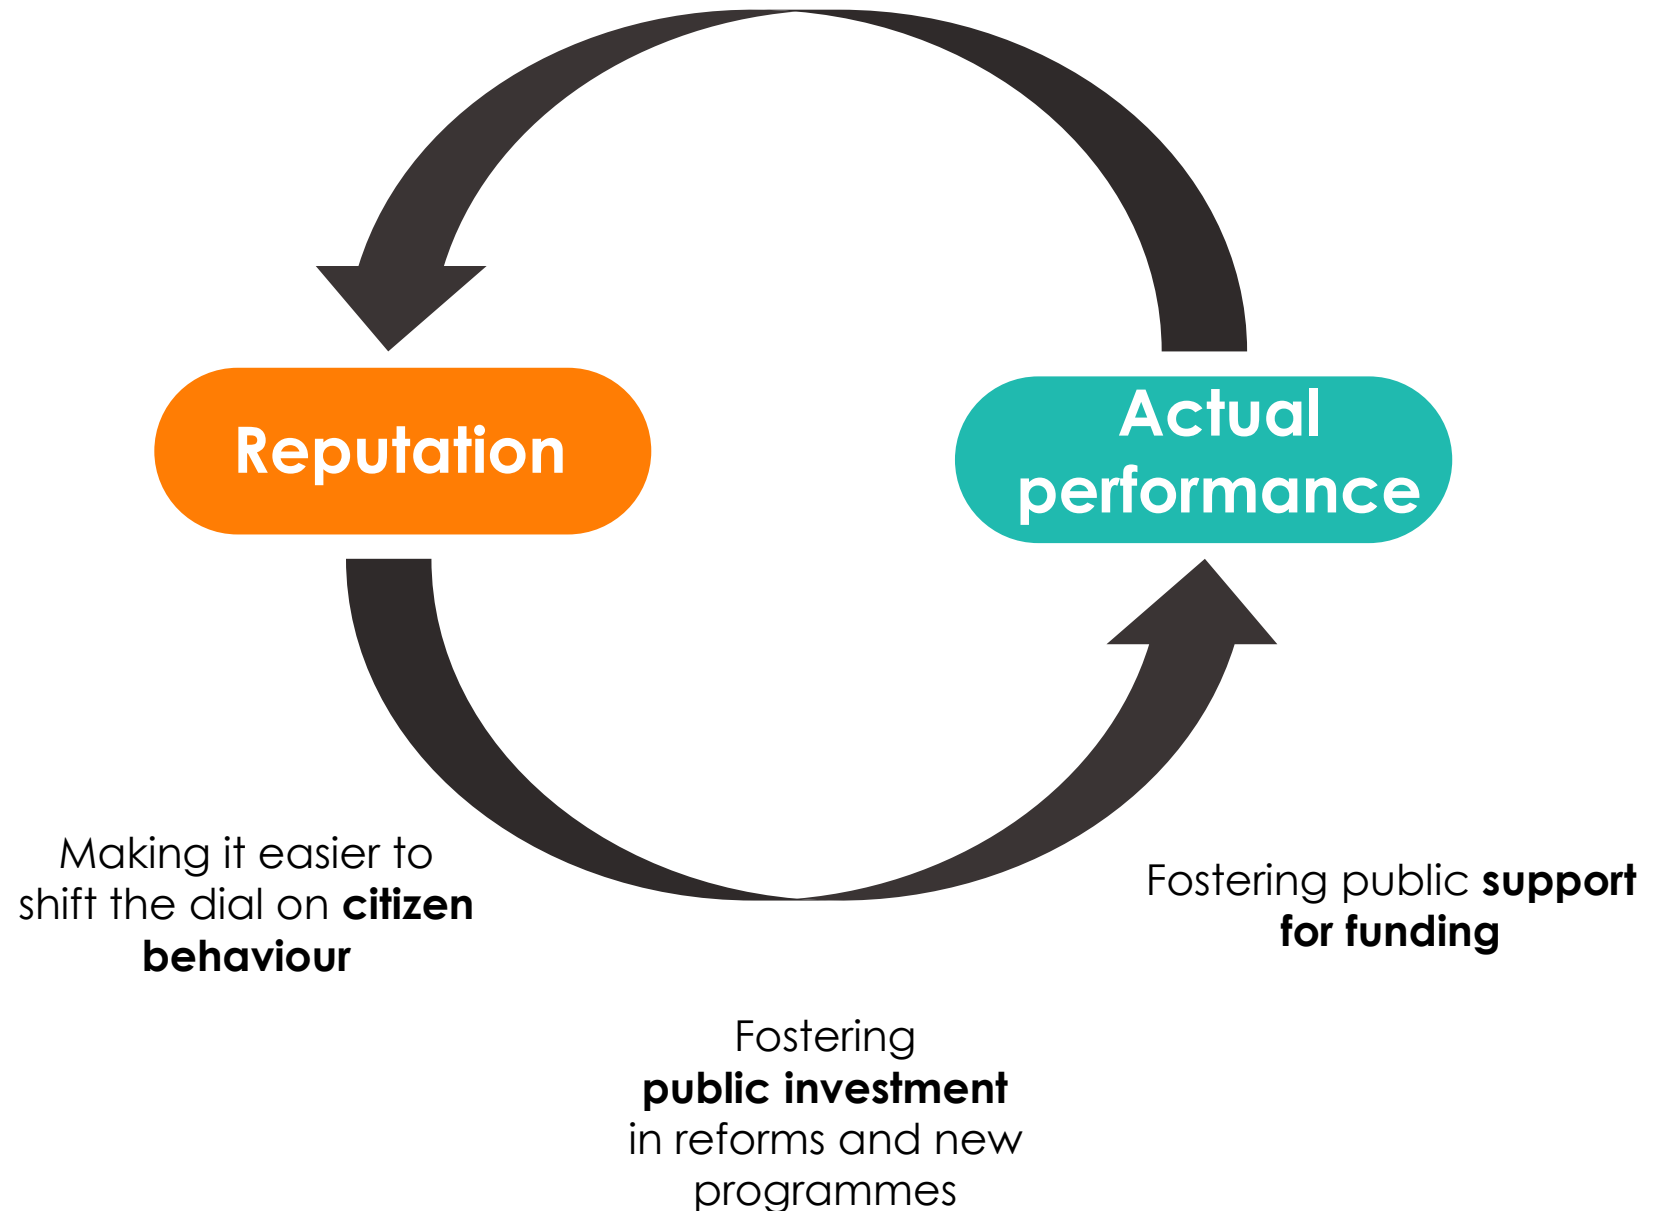 Reputation
Actual
performance
Making it easier to
shift the dial on citizen
behaviour
Fostering public support
for funding
Fostering
public investment
in reforms and new
programmes